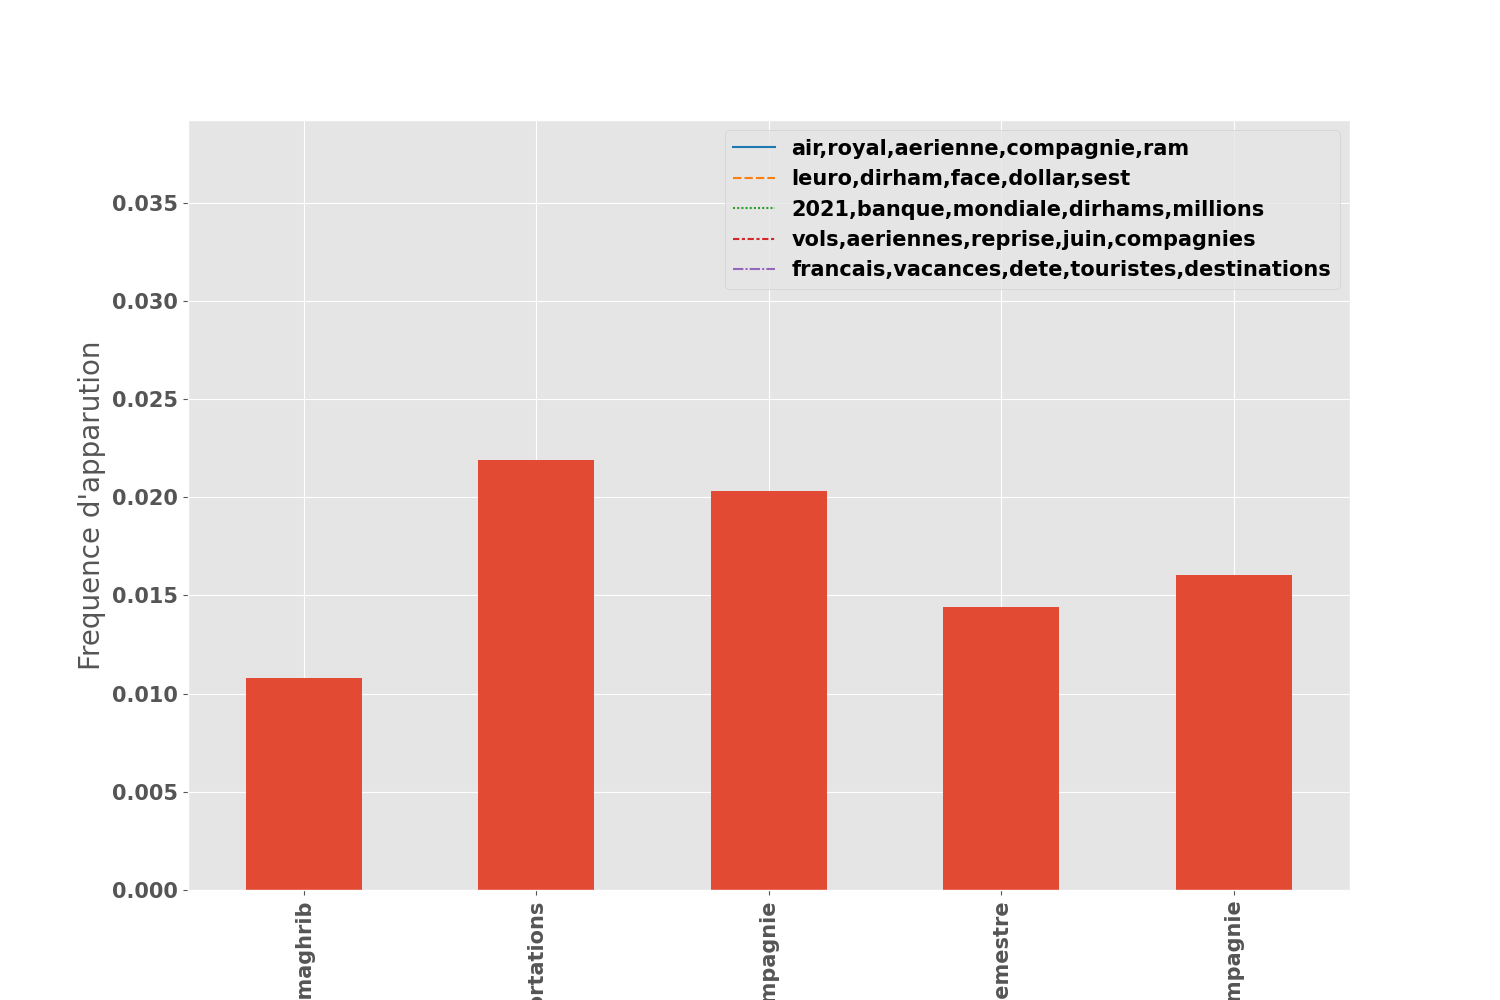 air,royal,aerienne,compagnie,ram
leuro,dirham,face,dollar,sest
2021,banque,mondiale,dirhams,millions
vols,aeriennes,reprise,juin,compagnies
francais,vacances,dete,touristes,destinations
Frequence d'apparution
0.035
0.030
0.025
0.020
0.015
0.010
0.005
0.000
maghrib
ortations
mpagnie
emestre
mpagnie